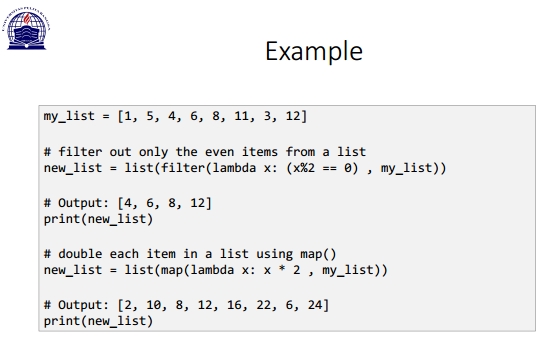 Example
my_list = [1, 5, 4, 6, 8, 11, 3, 12]
# filter out only the even items from a list
new_list = list(filter(lambda x: (x%2 == 0) , my_list))
# Output: [4, 6, 8, 12]
print(new_list)
# double each item in a list using map()
new_list = list(map(lambda x: x * 2 , my_list))
# Output: [2, 10, 8, 12, 16, 22, 6, 24]
print(new_list)